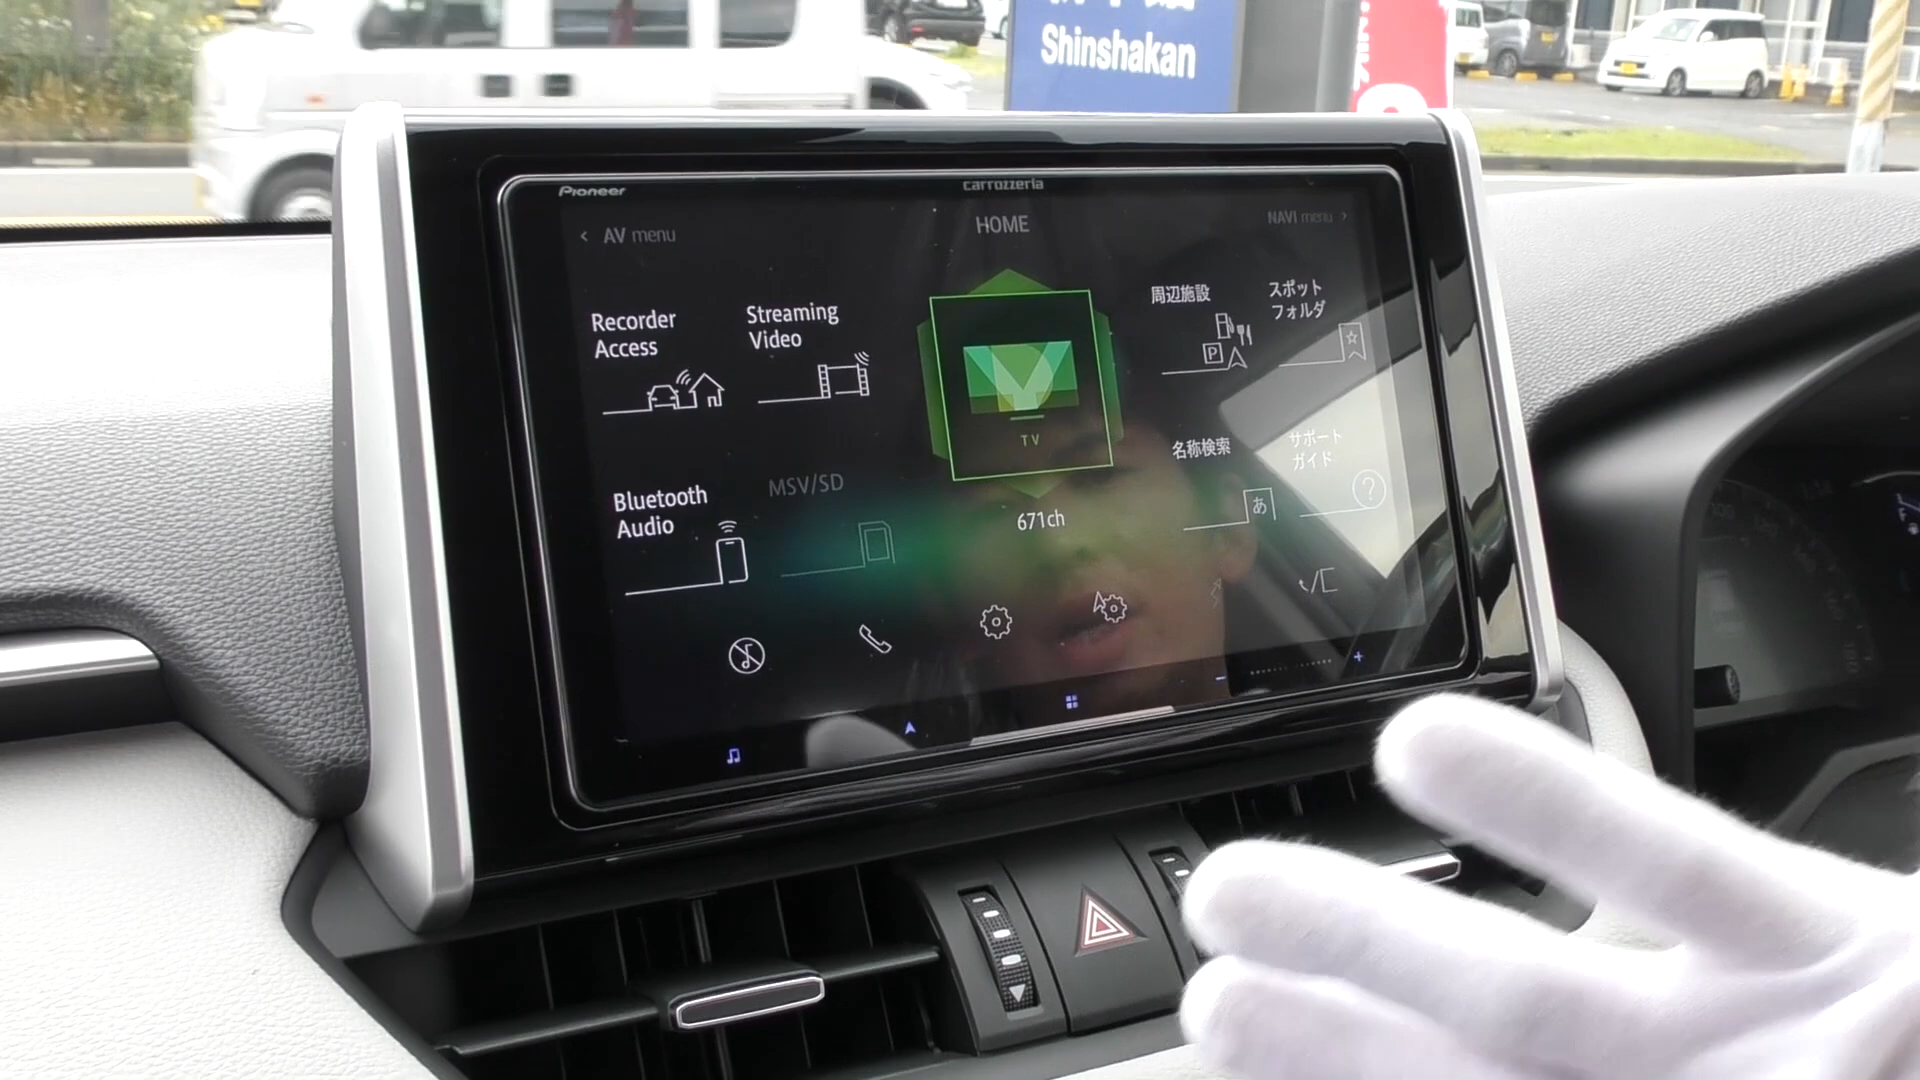 Shinshakan
Pioneer
carrozzeria
AV menu
HOME
NAVI menu
Recorder
Access
Streaming
Video
周辺施設
スポット
フォルダ
P
TV
Bluetooth
Audio
MSV/SD
671ch
名称検索
サポート
ガイド
あ
?